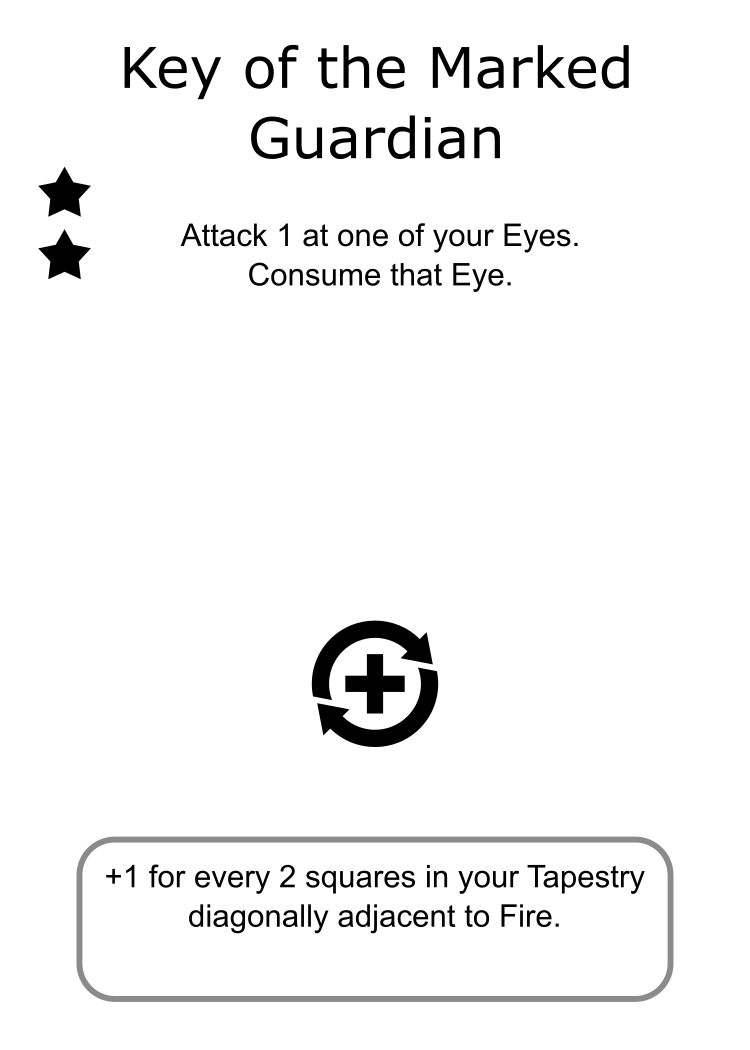 Key of the Marked
Guardian
Attack 1 at one of your Eyes.
Consume that Eye.
+1 for every 2 squares in your Tapestry
diagonally adjacent to Fire.